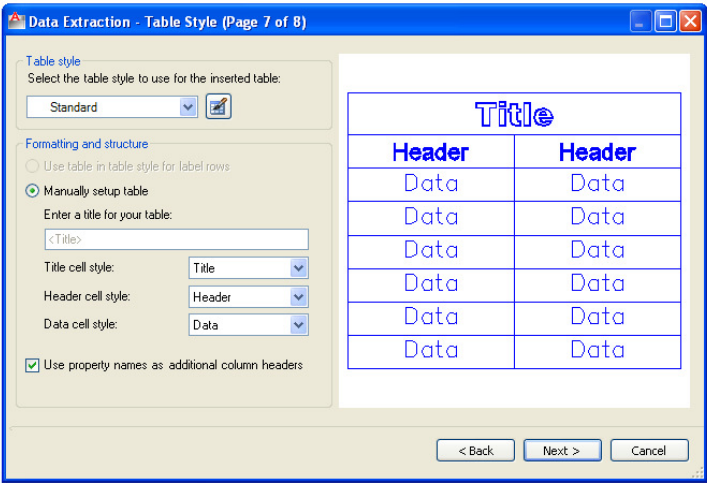 Data Extraction - Table Style (Page 7 of 8)
Table style
Select the table style to use for the inserted table:
Standard
Formatting and structure
Use table in table style for label rows
Manually setup table
Enter a title for your table:
<Title>
Title cell style: Title
Header cell style: Header
Data cell style: Data
Use property names as additional column headers
Title
Header Header
Data Data
Data Data
Data Data
Data Data
Data Data
Data Data
< Back Next > Cancel